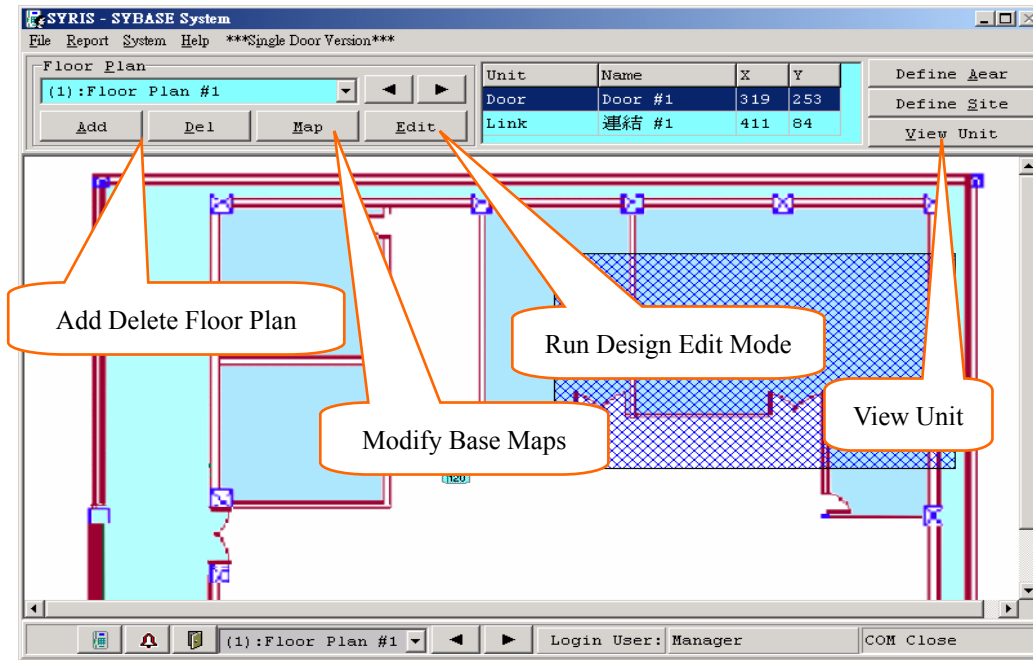 SYRIS - SYBASE System
File Report System Help ***Single Door Version***
Floor Plan
(1):Floor Plan #1
Add Del Map Edit
Unit Name X Y
Door Door #1 319 253
Link 連結 #1 411 84
Define Aear
Define Site
View Unit
Add Delete Floor Plan
Run Design Edit Mode
Modify Base Maps
View Unit
120
(1):Floor Plan #1
Login User: Manager
COM Close